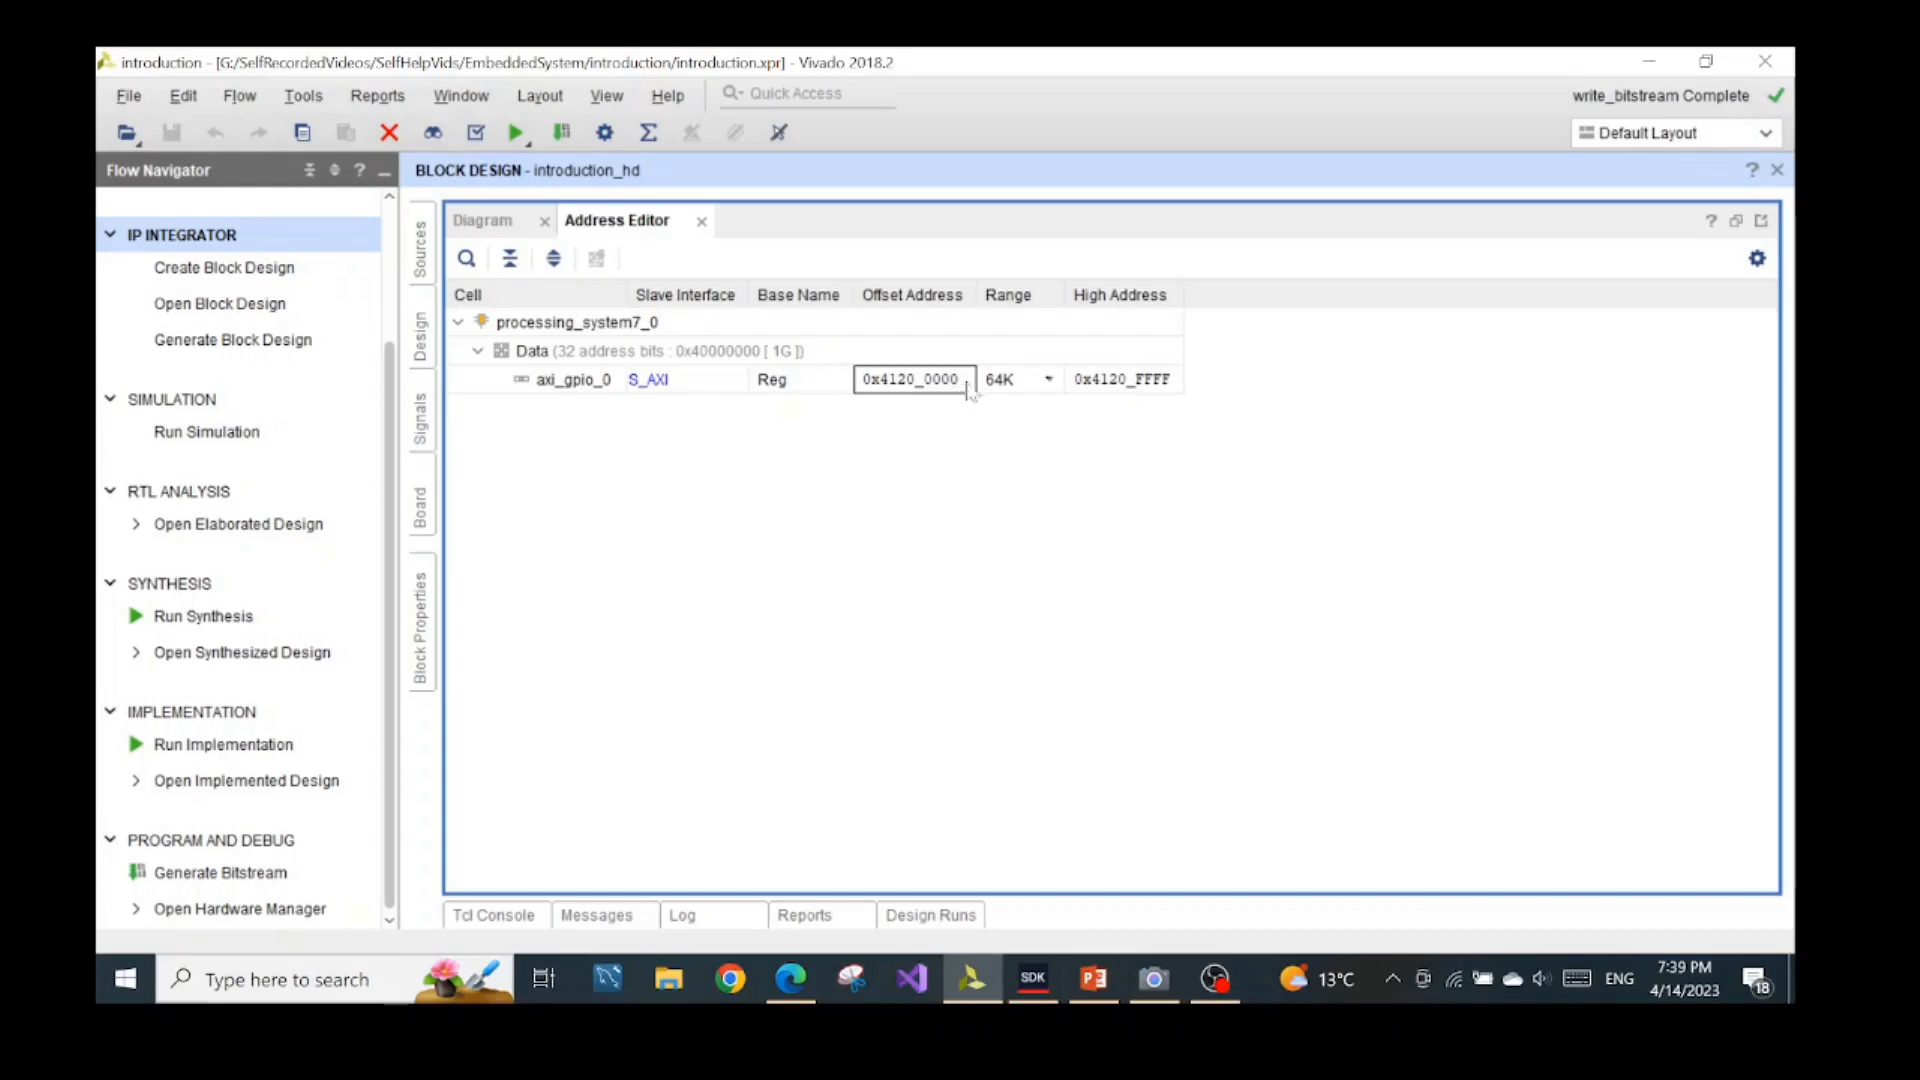 introduction - [G:/SelfRecordedVideos/SelfHelpVids/EmbeddedSystem/introduction/introduction.xpr] - Vivado 2018.2
File Edit Flow Tools Reports Window Layout View Help Quick Access
write_bitstream Complete
Default Layout
Flow Navigator
BLOCK DESIGN - introduction_hd
IP INTEGRATOR
Create Block Design
Open Block Design
Generate Block Design
SIMULATION
Run Simulation
RTL ANALYSIS
Open Elaborated Design
SYNTHESIS
Run Synthesis
Open Synthesized Design
IMPLEMENTATION
Run Implementation
Open Implemented Design
PROGRAM AND DEBUG
Generate Bitstream
Open Hardware Manager
Sources
Design
Signals
Board
Block Properties
Diagram Address Editor
Cell Slave Interface Base Name Offset Address Range High Address
processing_system7_0
Data (32 address bits : 0x40000000 [ 1G ])
axi_gpio_0 S_AXI Reg 0x4120_0000 64K 0x4120_FFFF
Tcl Console Messages Log Reports Design Runs
Type here to search
SDK
13°C
ENG
7:39 PM
4/14/2023
18